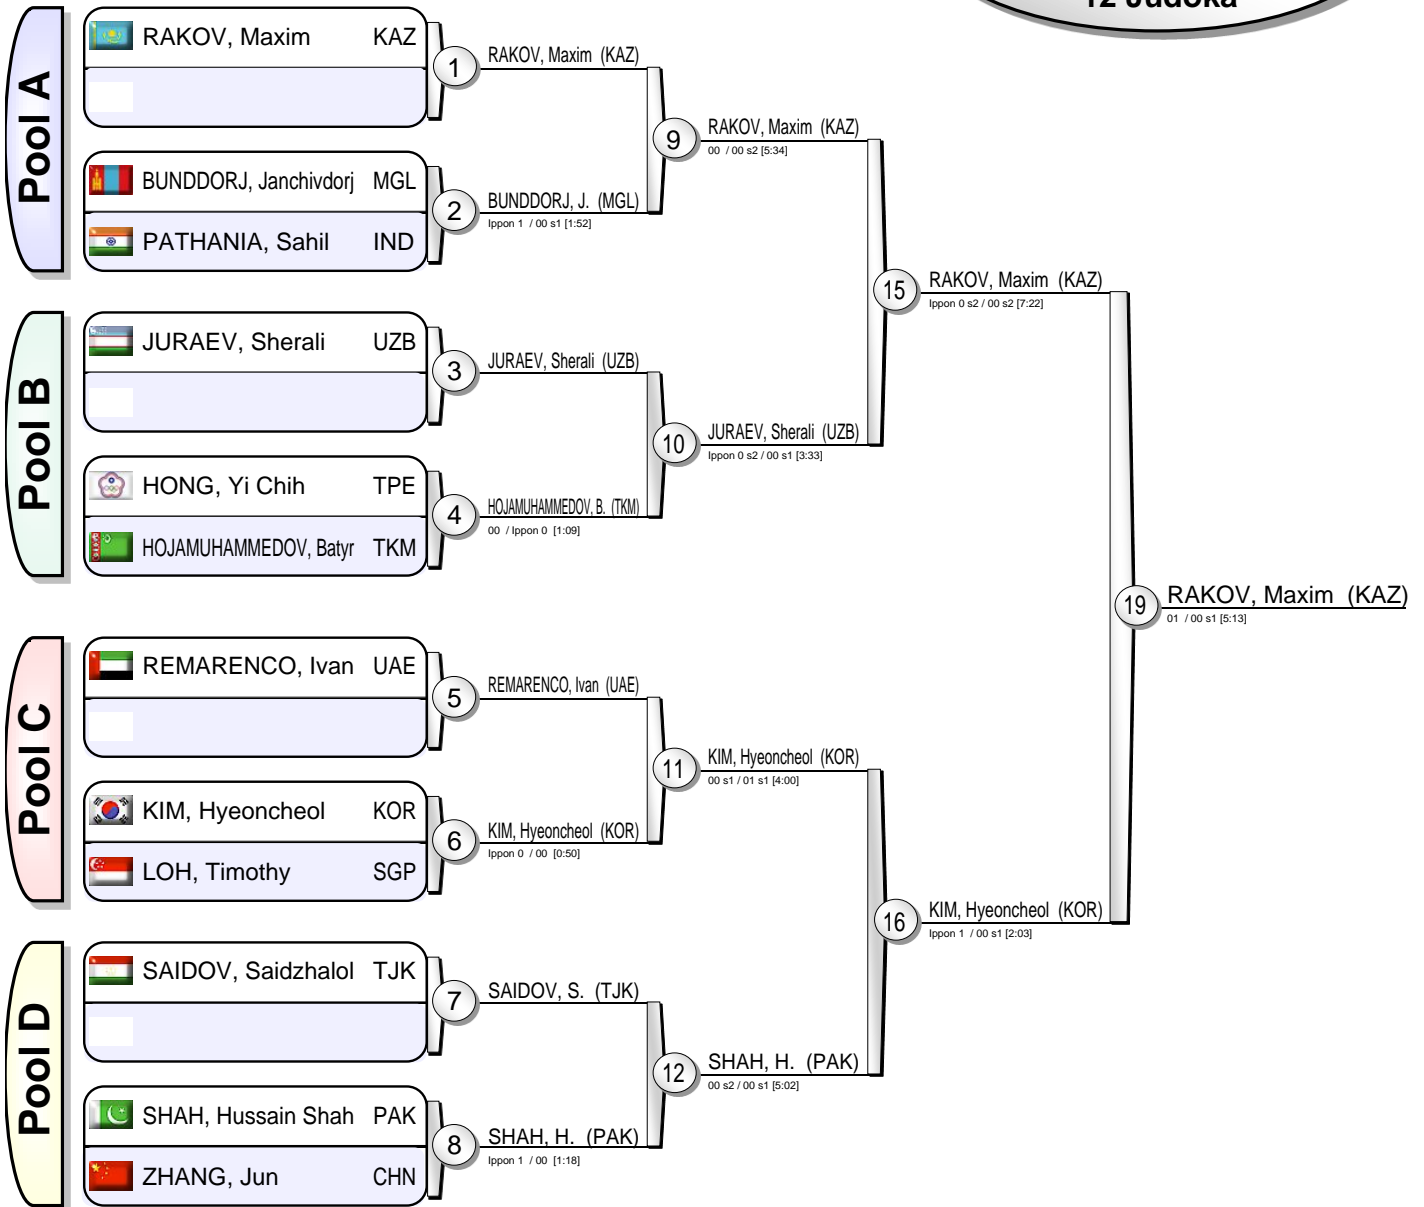 12 Judoka
Pool A
RAKOV, Maxim KAZ
1
RAKOV, Maxim (KAZ)
BUNDDORJ, Janchivdorj MGL
PATHANIA, Sahil IND
2
BUNDDORJ, J. (MGL)
Ippon 1 / 00 s1 [1:52]
9
RAKOV, Maxim (KAZ)
00 / 00 s2 [5:34]
Pool B
JURAEV, Sherali UZB
3
JURAEV, Sherali (UZB)
HONG, Yi Chih TPE
HOJAMUHAMMEDOV, Batyr TKM
4
HOJAMUHAMMEDOV, B. (TKM)
00 / Ippon 0 [1:09]
10
JURAEV, Sherali (UZB)
Ippon 0 s2 / 00 s1 [3:33]
15
RAKOV, Maxim (KAZ)
Ippon 0 s2 / 00 s2 [7:22]
Pool C
REMARENCO, Ivan UAE
5
REMARENCO, Ivan (UAE)
KIM, Hyeoncheol KOR
LOH, Timothy SGP
6
KIM, Hyeoncheol (KOR)
Ippon 0 / 00 [0:50]
11
KIM, Hyeoncheol (KOR)
00 s1 / 01 s1 [4:00]
Pool D
SAIDOV, Saidzhalol TJK
7
SAIDOV, S. (TJK)
SHAH, Hussain Shah PAK
ZHANG, Jun CHN
8
SHAH, H. (PAK)
Ippon 1 / 00 [1:18]
12
SHAH, H. (PAK)
00 s2 / 00 s1 [5:02]
16
KIM, Hyeoncheol (KOR)
Ippon 1 / 00 s1 [2:03]
19
RAKOV, Maxim (KAZ)
01 / 00 s1 [5:13]